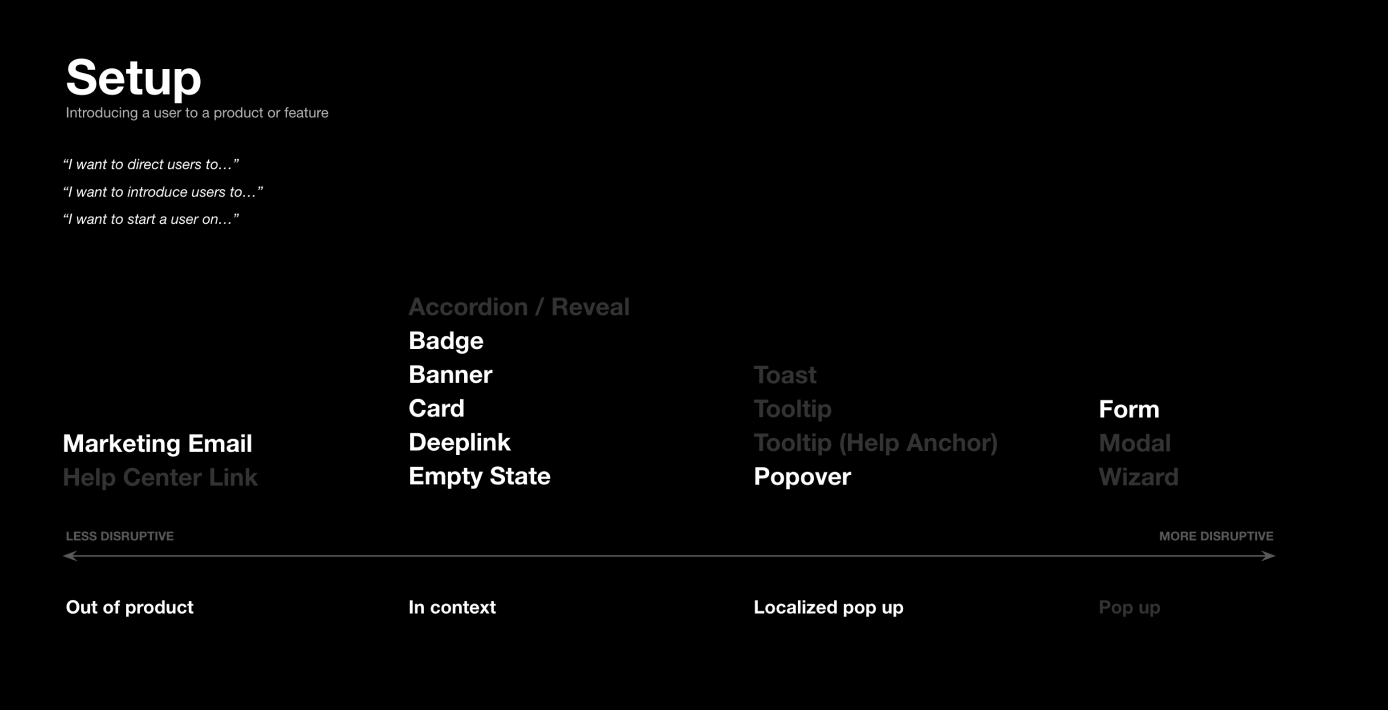 Setup
Introducing a user to a product or feature
“I want to direct users to…”
“I want to introduce users to…”
“I want to start a user on…”
Marketing Email
Help Center Link
Accordion / Reveal
Badge
Banner
Card
Deeplink
Empty State
Toast
Tooltip
Tooltip (Help Anchor)
Popover
Form
Modal
Wizard
LESS DISRUPTIVE
MORE DISRUPTIVE
Out of product
In context
Localized pop up
Pop up